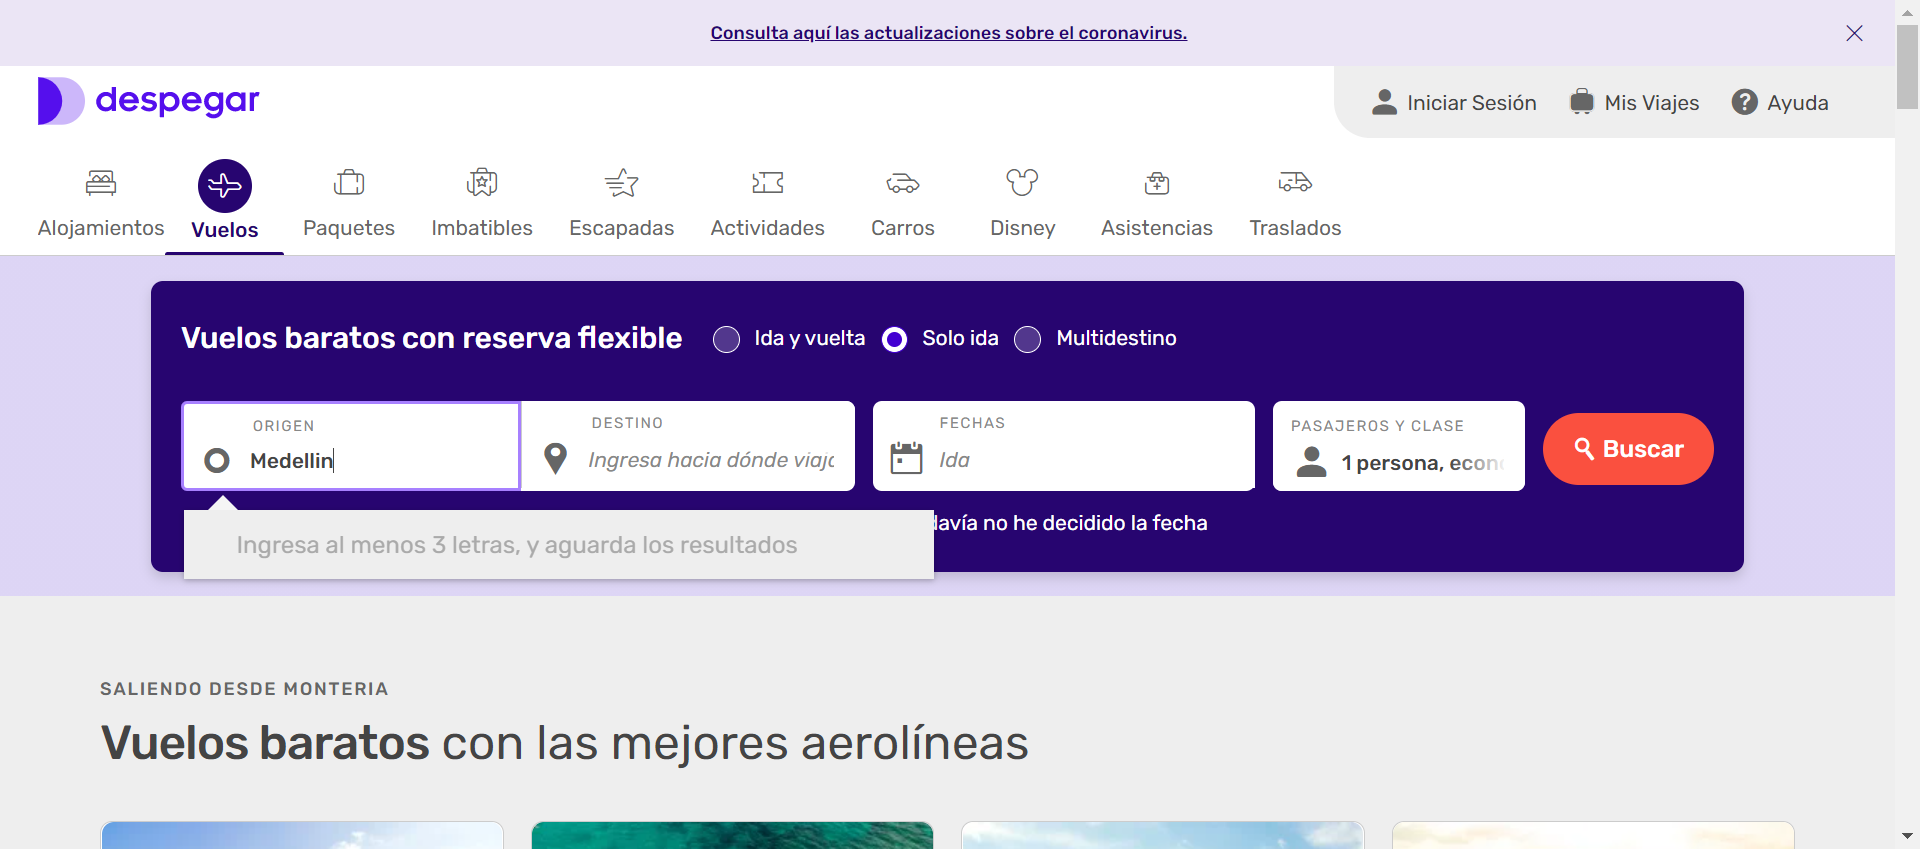 Consulta aquí las actualizaciones sobre el coronavirus.
despegar
Iniciar Sesión
Mis Viajes
Ayuda
Alojamientos
Vuelos
Paquetes
Imbatibles
Escapadas
Actividades
Carros
Disney
Asistencias
Traslados
Vuelos baratos con reserva flexible
Ida y vuelta
Solo ida
Multidestino
ORIGEN
Medellin
DESTINO
Ingresa hacia dónde viaja
FECHAS
Ida
PASAJEROS Y CLASE
1 persona, econo
Buscar
davía no he decidido la fecha
Ingresa al menos 3 letras, y aguarda los resultados
SALIENDO DESDE MONTERIA
Vuelos baratos con las mejores aerolíneas